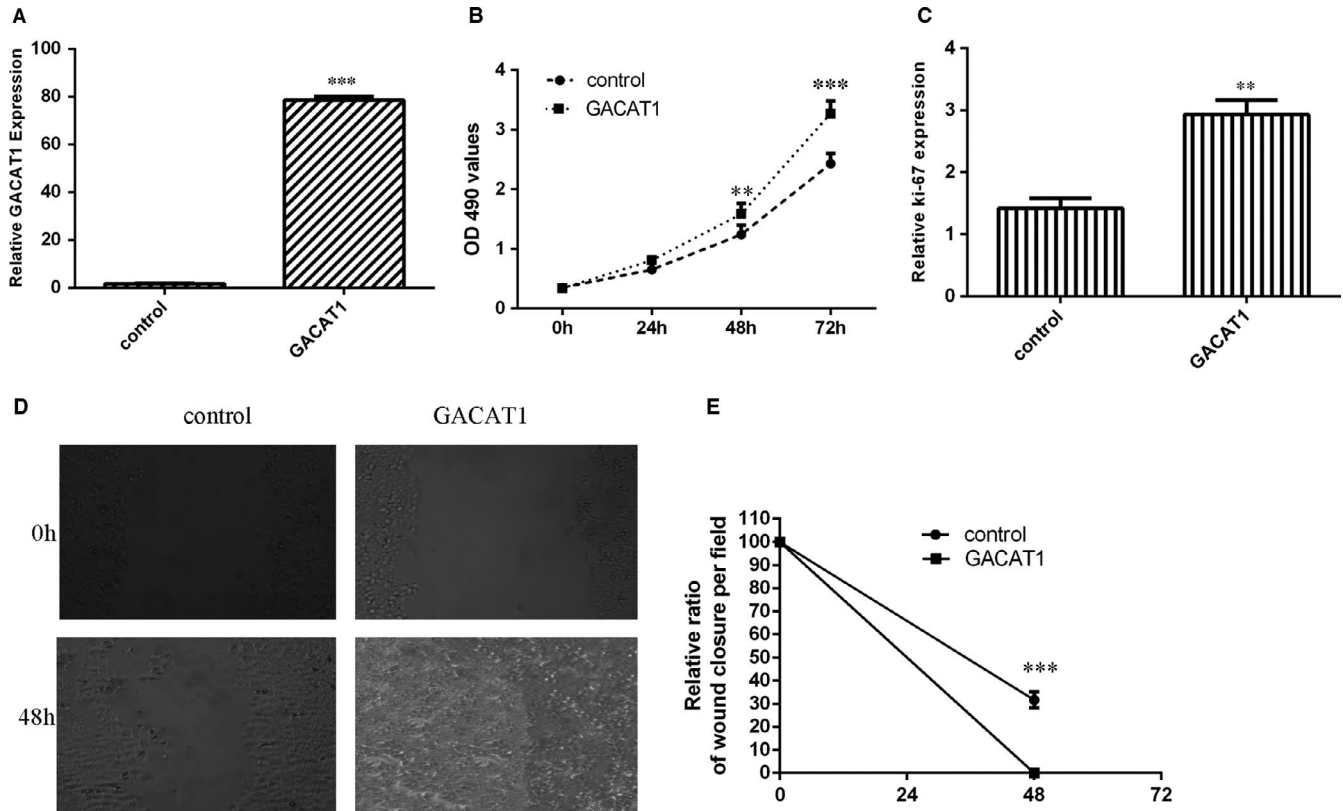 A
Relative GACAT1 Expression
100
80
60
40
20
0
***
control
GACAT1
B
OD 490 values
4
3
2
1
0
control
GACAT1
**
***
0h
24h
48h
72h
C
Relative ki-67 expression
4
3
2
1
0
**
control
GACAT1
D
control
GACAT1
0h
48h
E
Relative ratio
of wound closure per field
110
100
90
80
70
60
50
40
30
20
10
0
control
GACAT1
***
0
24
48
72